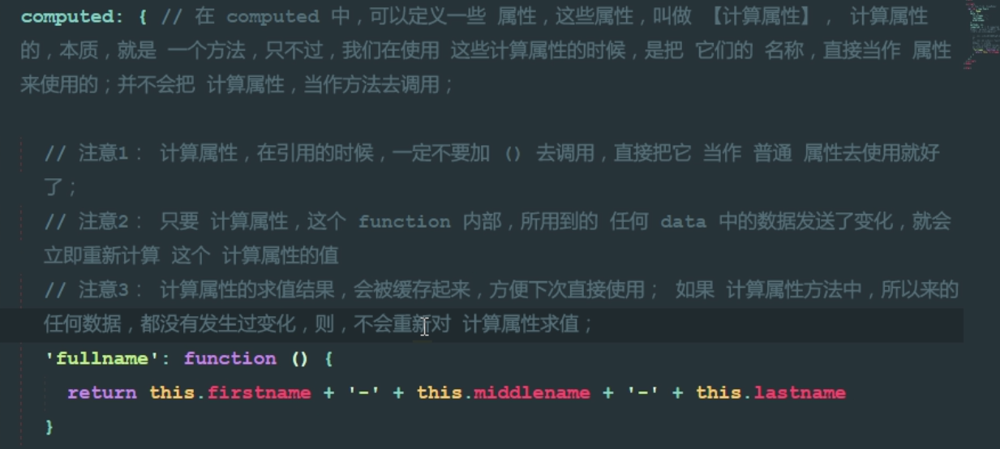 computed: { // 在 computed 中，可以定义一些 属性，这些属性，叫做 【计算属性】， 计算属性
的，本质，就是 一个方法，只不过，我们在使用 这些计算属性的时候，是把 它们的 名称，直接当作 属性
来使用的；并不会把 计算属性，当作方法去调用；
// 注意1： 计算属性，在引用的时候，一定不要加 () 去调用，直接把它 当作 普通 属性去使用就好
了；
// 注意2： 只要 计算属性，这个 function 内部，所用到的 任何 data 中的数据发送了变化，就会
立即重新计算 这个 计算属性的值
// 注意3： 计算属性的求值结果，会被缓存起来，方便下次直接使用； 如果 计算属性方法中，所以来的
任何数据，都没有发生过变化，则，不会重新对 计算属性求值；
'fullname': function () {
return this.firstname + '-' + this.middlename + '-' + this.lastname
}